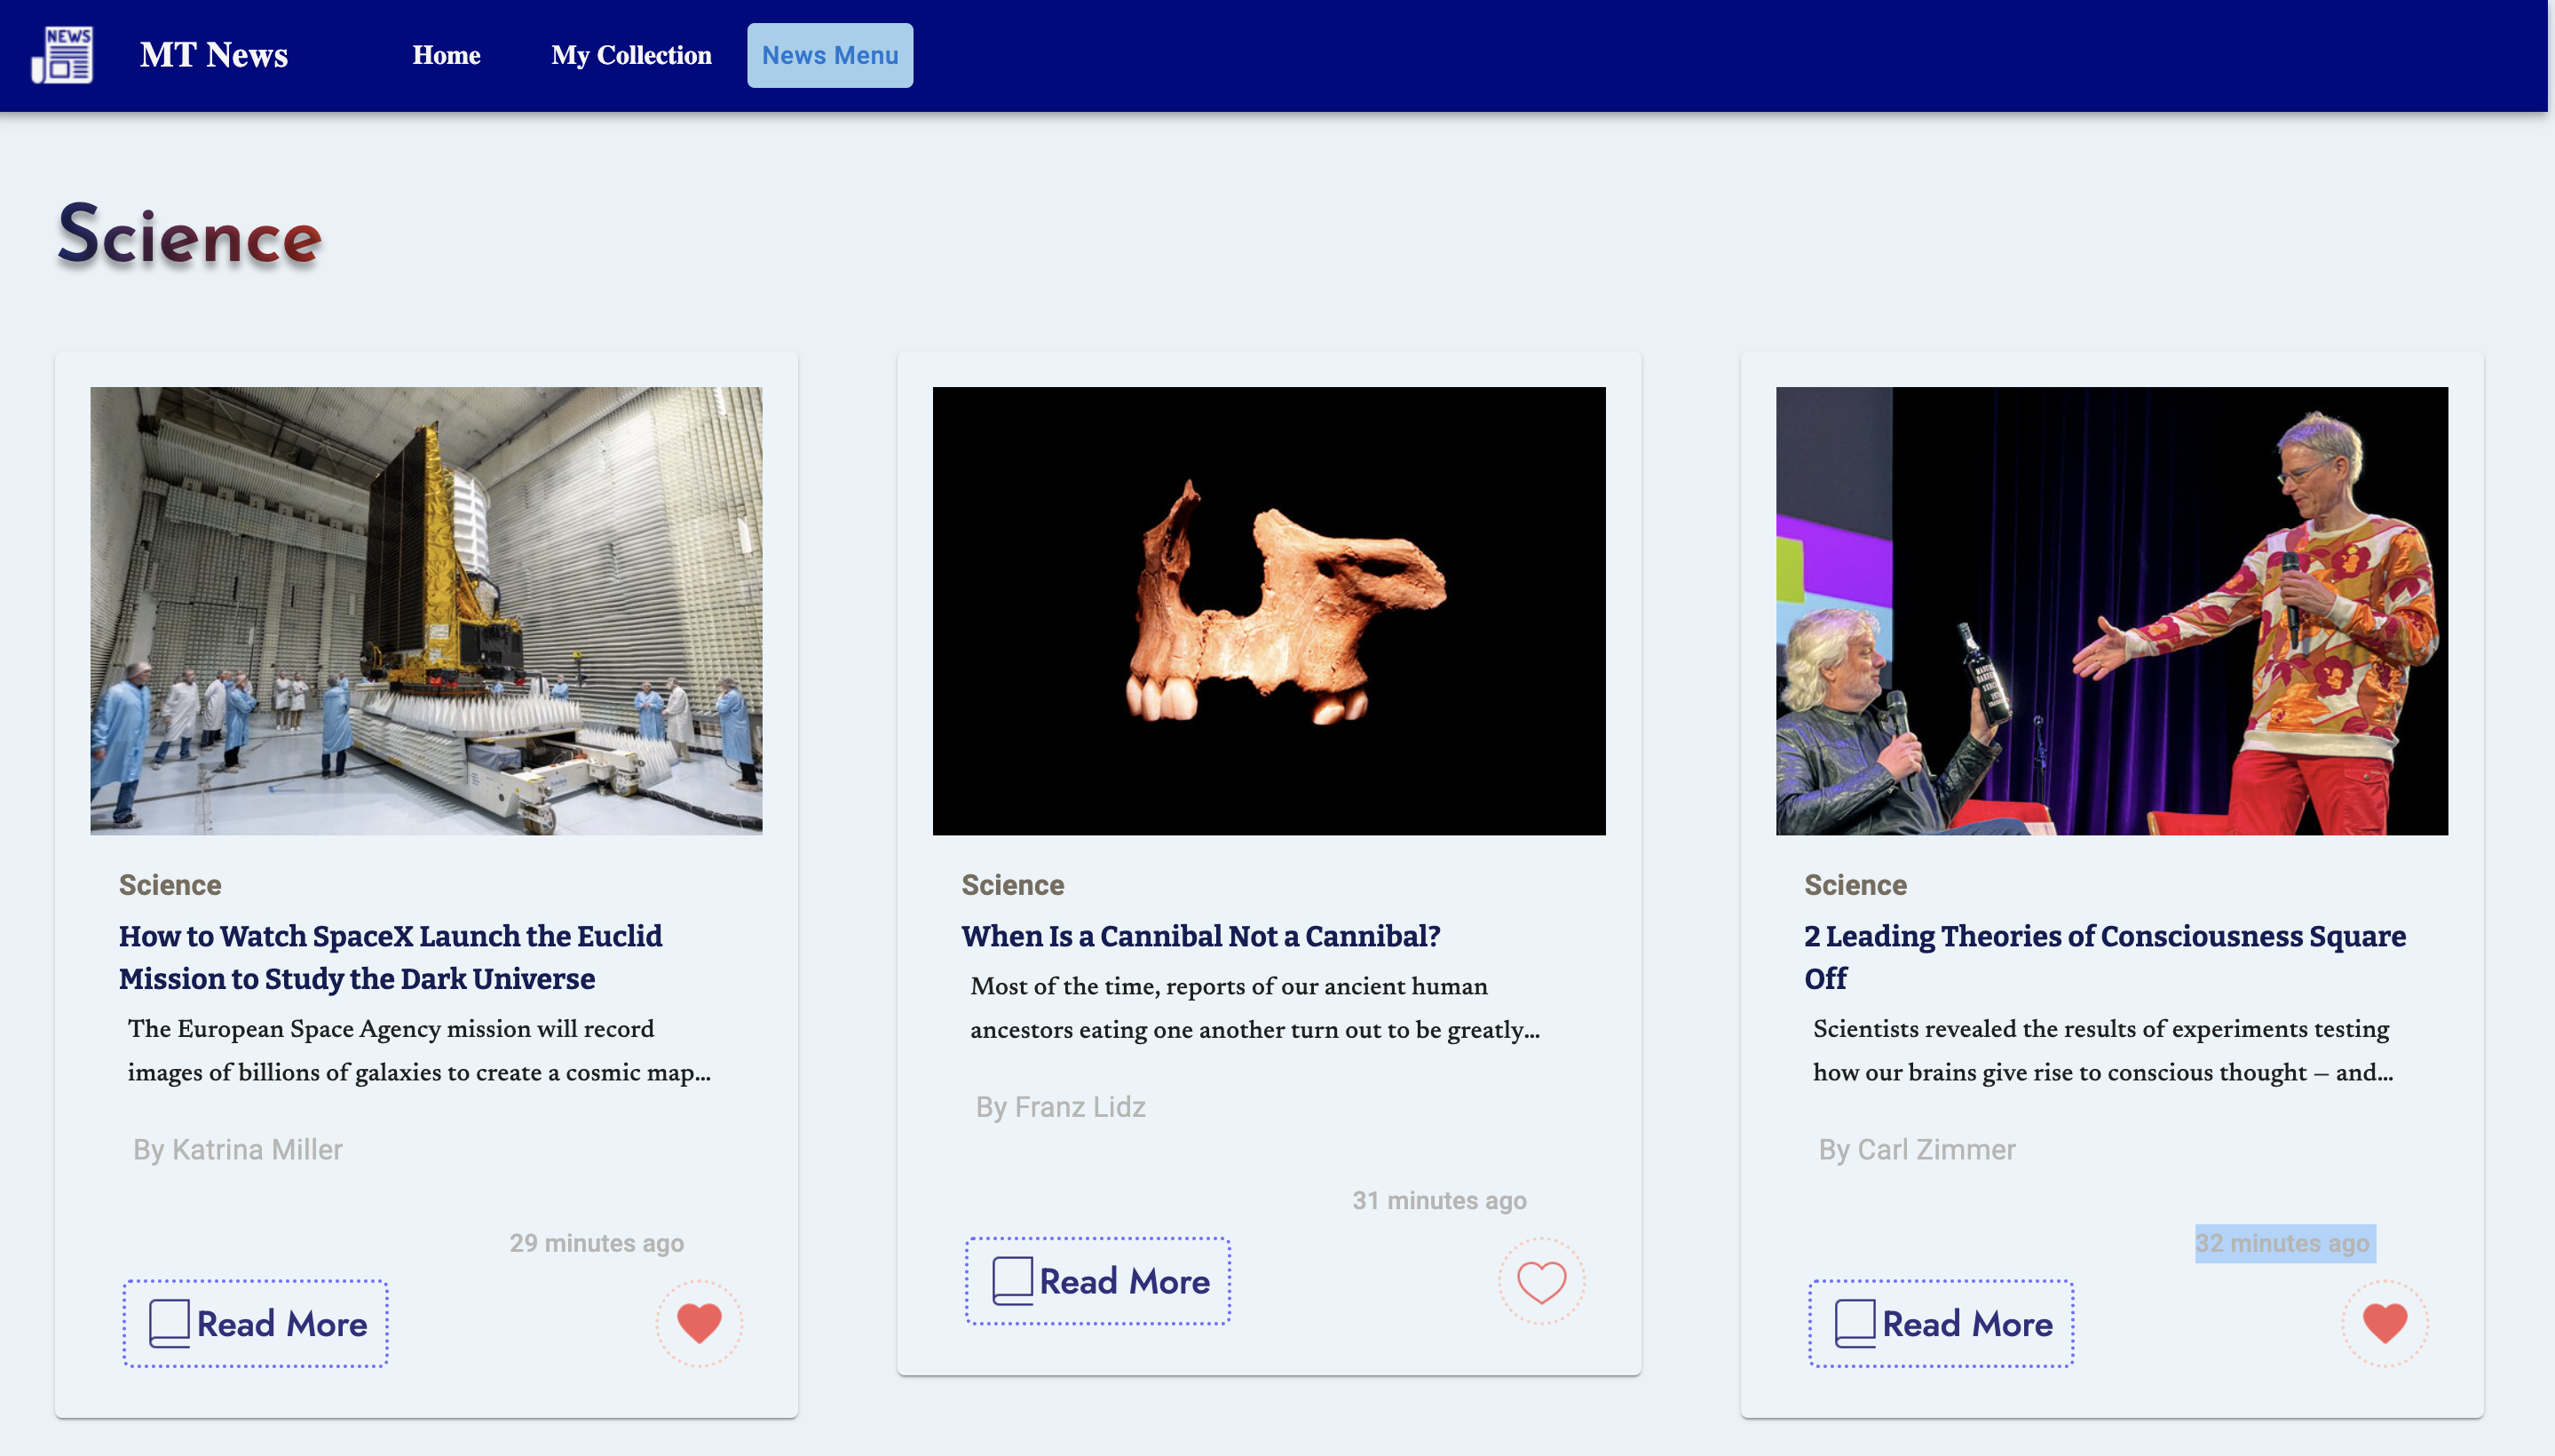 NEWS
MT News
Home
My Collection
News Menu
Science
Science
How to Watch SpaceX Launch the Euclid
Mission to Study the Dark Universe
The European Space Agency mission will record
images of billions of galaxies to create a cosmic map...
By Katrina Miller
29 minutes ago
Read More
Science
When Is a Cannibal Not a Cannibal?
Most of the time, reports of our ancient human
ancestors eating one another turn out to be greatly...
By Franz Lidz
31 minutes ago
Read More
Science
2 Leading Theories of Consciousness Square
Off
Scientists revealed the results of experiments testing
how our brains give rise to conscious thought — and...
By Carl Zimmer
32 minutes ago
Read More